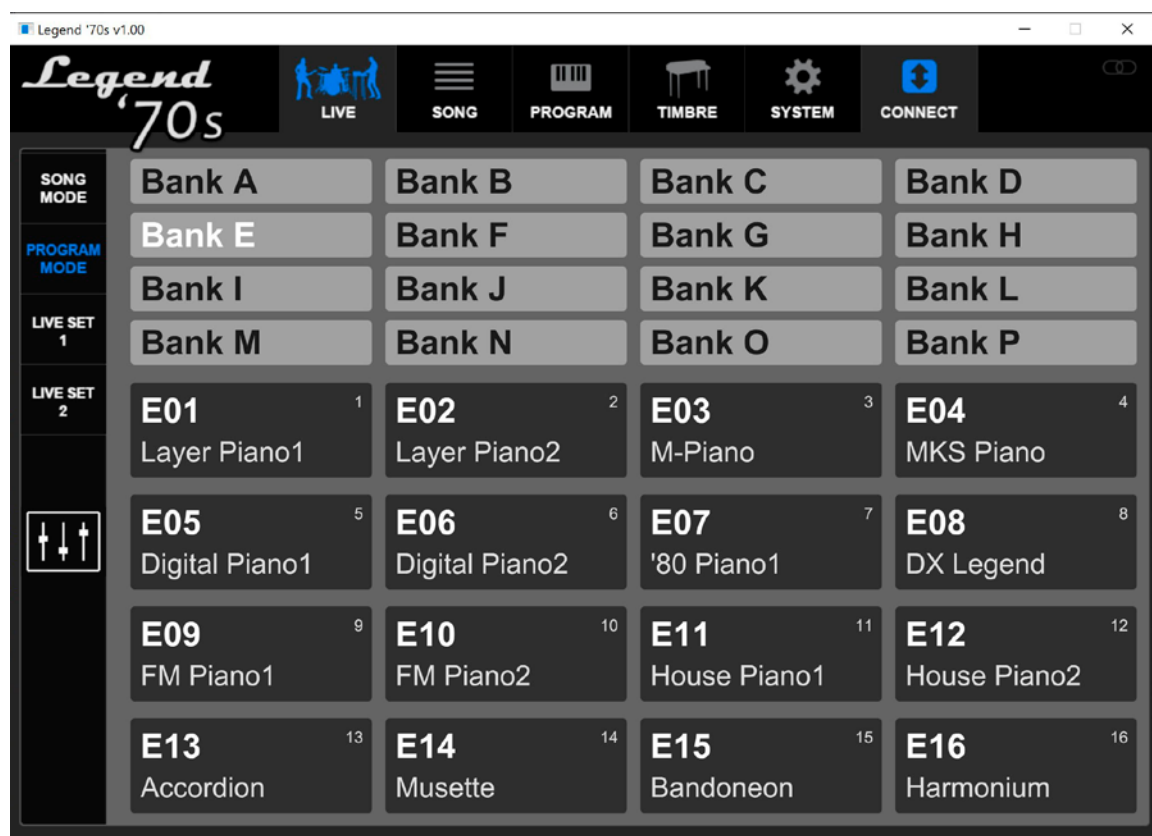 Legend '70s v1.00
Legend
'70s
LIVE
SONG
PROGRAM
TIMBRE
SYSTEM
CONNECT
SONG
MODE
PROGRAM
MODE
LIVE SET
1
LIVE SET
2
Bank A
Bank B
Bank C
Bank D
Bank E
Bank F
Bank G
Bank H
Bank I
Bank J
Bank K
Bank L
Bank M
Bank N
Bank O
Bank P
E01 1
Layer Piano1
E02 2
Layer Piano2
E03 3
M-Piano
E04 4
MKS Piano
E05 5
Digital Piano1
E06 6
Digital Piano2
E07 7
'80 Piano1
E08 8
DX Legend
E09 9
FM Piano1
E10 10
FM Piano2
E11 11
House Piano1
E12 12
House Piano2
E13 13
Accordion
E14 14
Musette
E15 15
Bandoneon
E16 16
Harmonium